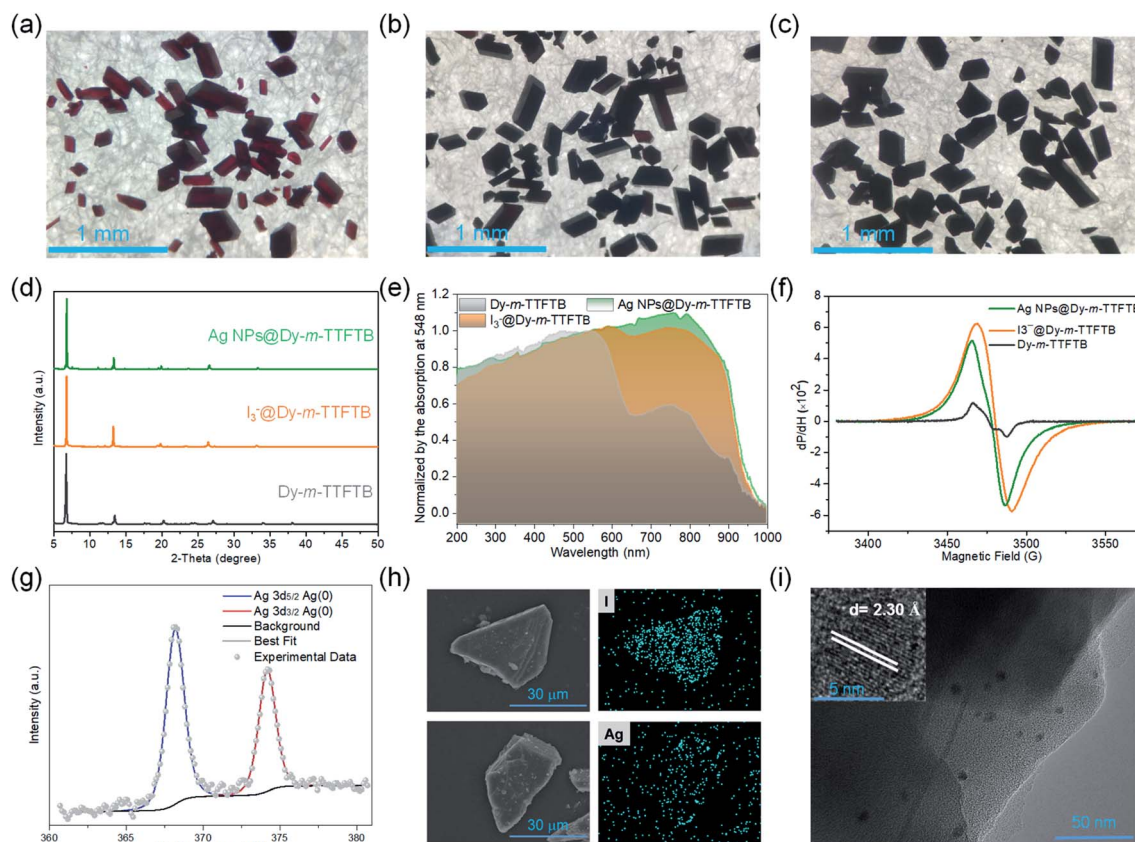 (a)
1 mm
(b)
1 mm
(c)
1 mm
(d)
Intensity (a.u.)
Ag NPs@Dy-m-TTFTB
I₃⁻@Dy-m-TTFTB
Dy-m-TTFTB
5 10 15 20 25 30 35 40 45 50
2-Theta (degree)
(e)
Normalized by the absorption at 548 nm
1.2
1.0
0.8
0.6
0.4
0.2
0.0
Dy-m-TTFTB
Ag NPs@Dy-m-TTFTB
I₃⁻@Dy-m-TTFTB
200 300 400 500 600 700 800 900 1000
Wavelength (nm)
(f)
dP/dH (×10²)
6
4
2
0
-2
-4
-6
Ag NPs@Dy-m-TTFTB
I3⁻@Dy-m-TTFTB
Dy-m-TTFTB
3400 3450 3500 3550
Magnetic Field (G)
(g)
Intensity (a.u.)
Ag 3d5/2 Ag(0)
Ag 3d3/2 Ag(0)
Background
Best Fit
Experimental Data
360 365 370 375 380
(h)
30 µm
I
30 µm
Ag
(i)
d= 2.30 Å
5 nm
50 nm